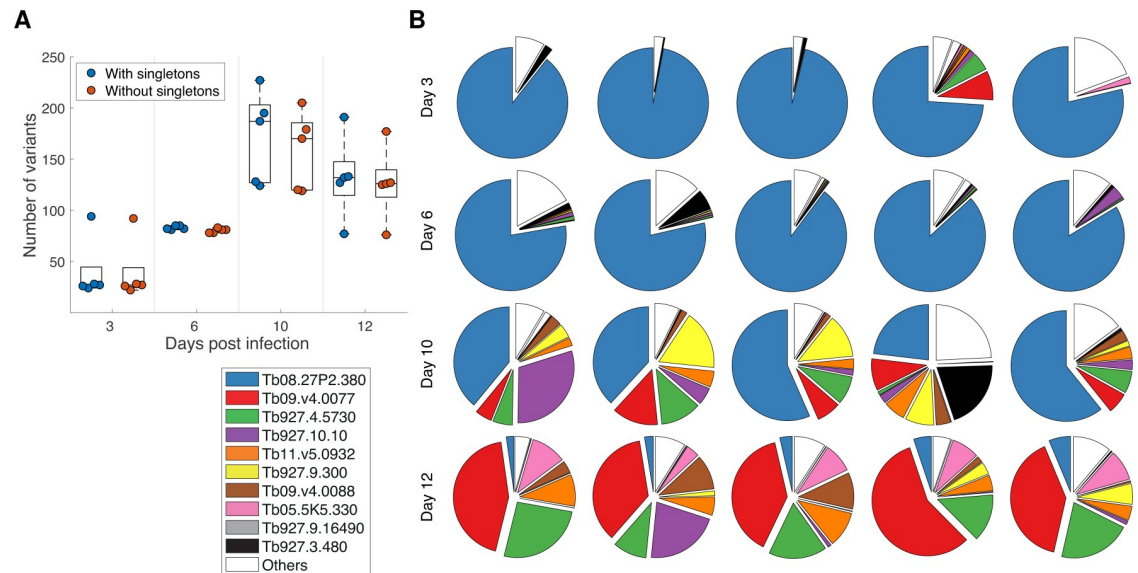 A
250
200
150
100
50
Number of variants
With singletons
Without singletons
3
6
10
12
Days post infection
Tb08.27P2.380
Tb09.v4.0077
Tb927.4.5730
Tb927.10.10
Tb11.v5.0932
Tb927.9.300
Tb09.v4.0088
Tb05.5K5.330
Tb927.9.16490
Tb927.3.480
Others
B
Day 3
Day 6
Day 10
Day 12